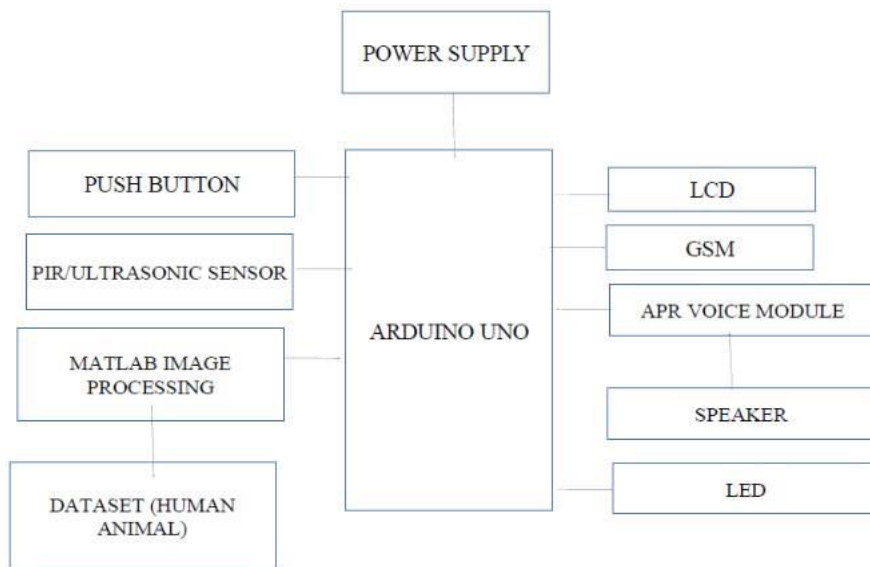 POWER SUPPLY
PUSH BUTTON
PIR/ULTRASONIC SENSOR
MATLAB IMAGE
PROCESSING
DATASET (HUMAN
ANIMAL)
ARDUINO UNO
LCD
GSM
APR VOICE MODULE
SPEAKER
LED